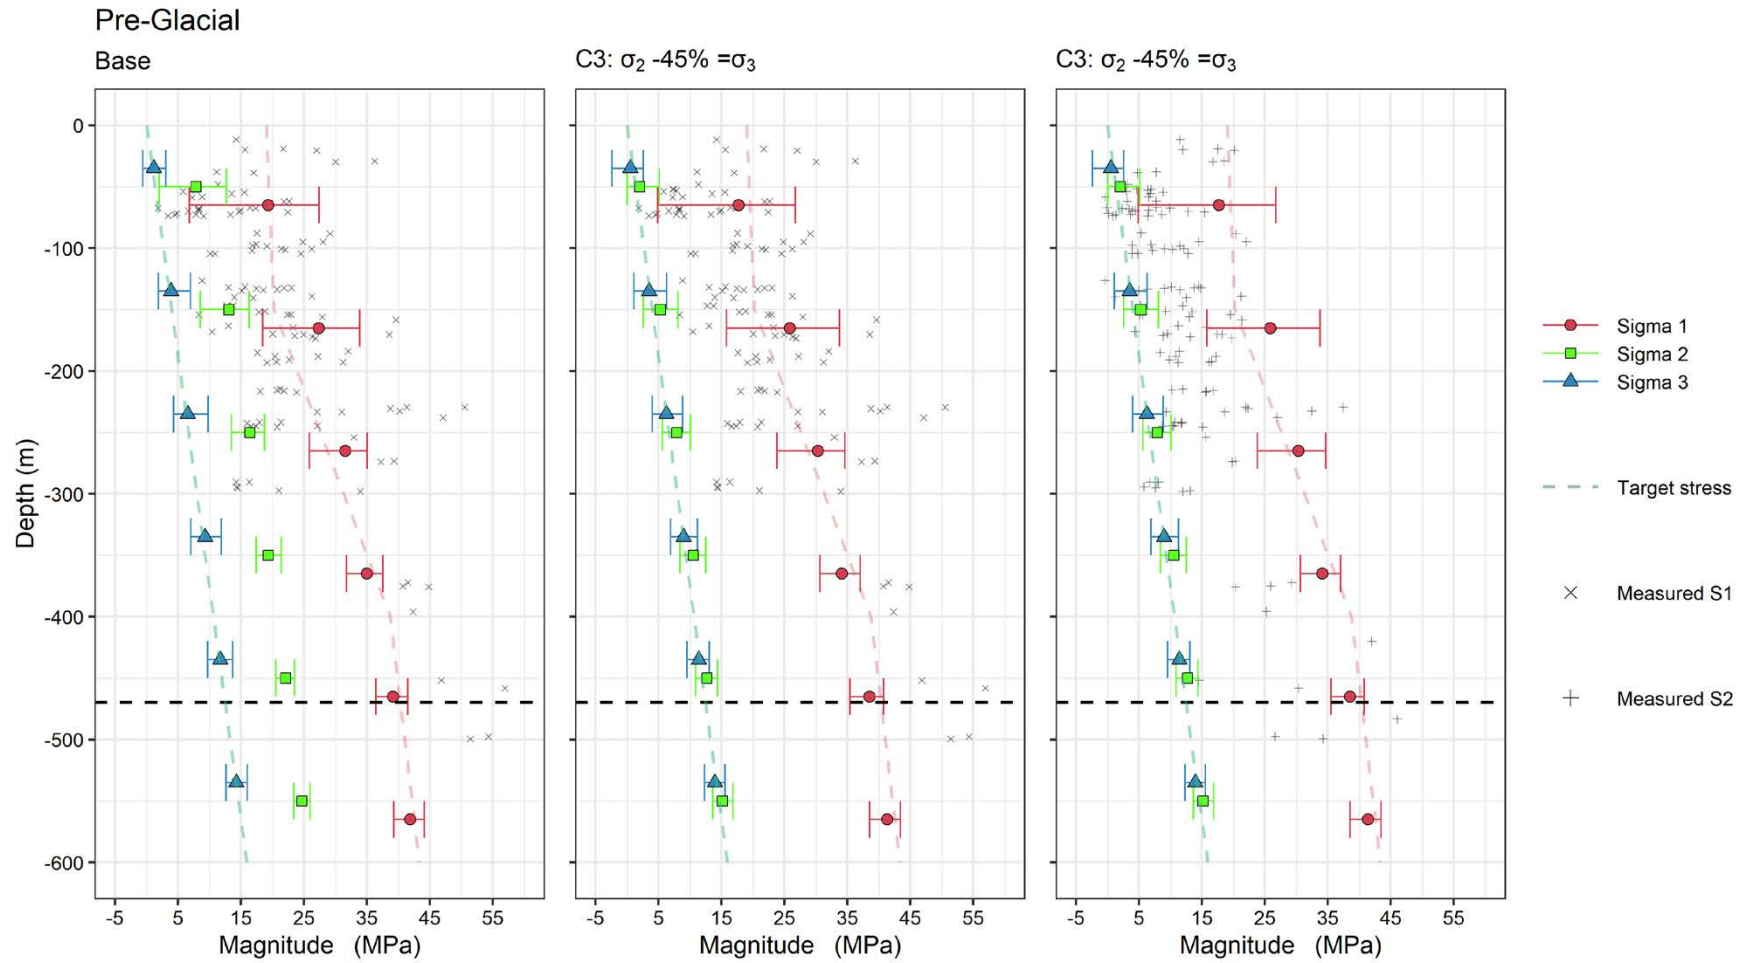 Pre-Glacial
Base
C3: σ₂ -45% =σ₃
C3: σ₂ -45% =σ₃
Depth (m)
0
-100
-200
-300
-400
-500
-600
-5 5 15 25 35 45 55
-5 5 15 25 35 45 55
-5 5 15 25 35 45 55
Magnitude (MPa)
Magnitude (MPa)
Magnitude (MPa)
Sigma 1
Sigma 2
Sigma 3
Target stress
Measured S1
Measured S2